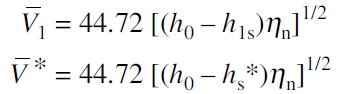 V̅₁ = 44.72 [(h₀ – h₁ₛ)ηₙ]^1/2
V̅* = 44.72 [(h₀ – hₛ*)ηₙ]^1/2